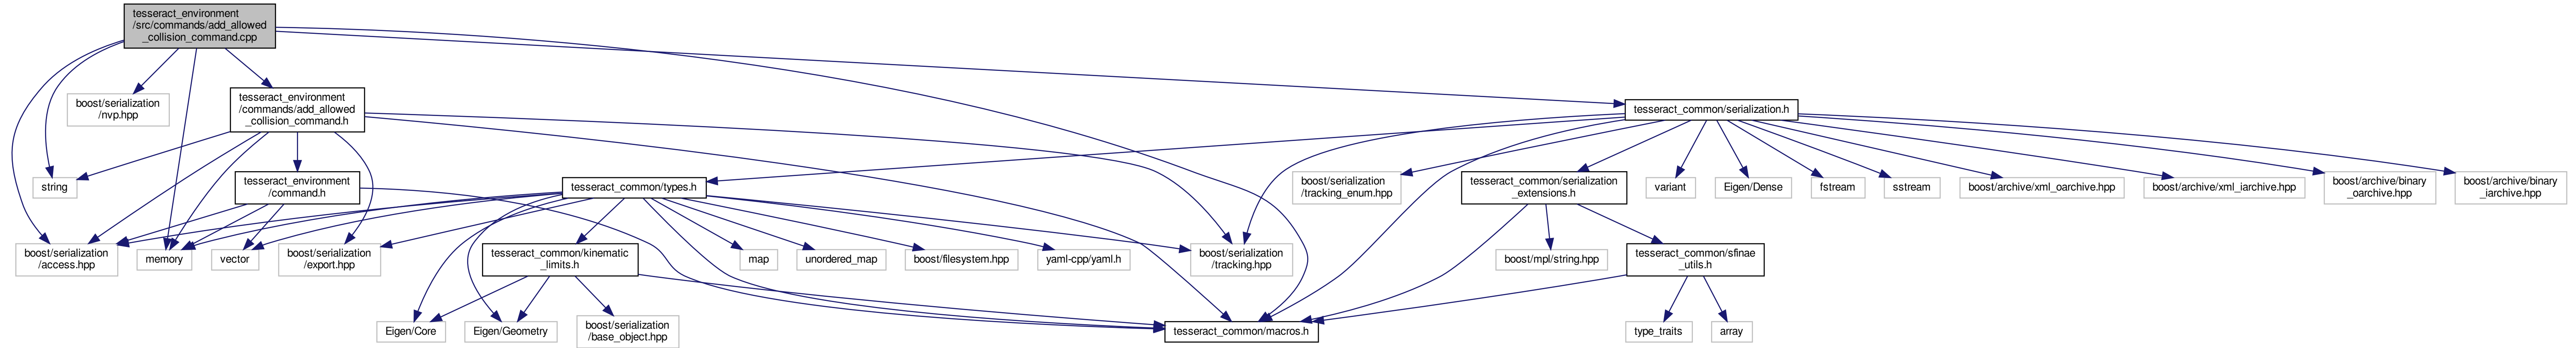 tesseract_environment
/src/commands/add_allowed
_collision_command.cpp
boost/serialization
/nvp.hpp
tesseract_environment
/commands/add_allowed
_collision_command.h
tesseract_common/serialization.h
string
tesseract_environment
/command.h
tesseract_common/types.h
boost/serialization
/tracking_enum.hpp
tesseract_common/serialization
_extensions.h
variant
Eigen/Dense
fstream
sstream
boost/archive/xml_oarchive.hpp
boost/archive/xml_iarchive.hpp
boost/archive/binary
_oarchive.hpp
boost/archive/binary
_iarchive.hpp
boost/serialization
/access.hpp
memory
vector
boost/serialization
/export.hpp
tesseract_common/kinematic
_limits.h
map
unordered_map
boost/filesystem.hpp
yaml-cpp/yaml.h
boost/serialization
/tracking.hpp
boost/mpl/string.hpp
tesseract_common/sfinae
_utils.h
Eigen/Core
Eigen/Geometry
boost/serialization
/base_object.hpp
tesseract_common/macros.h
type_traits
array